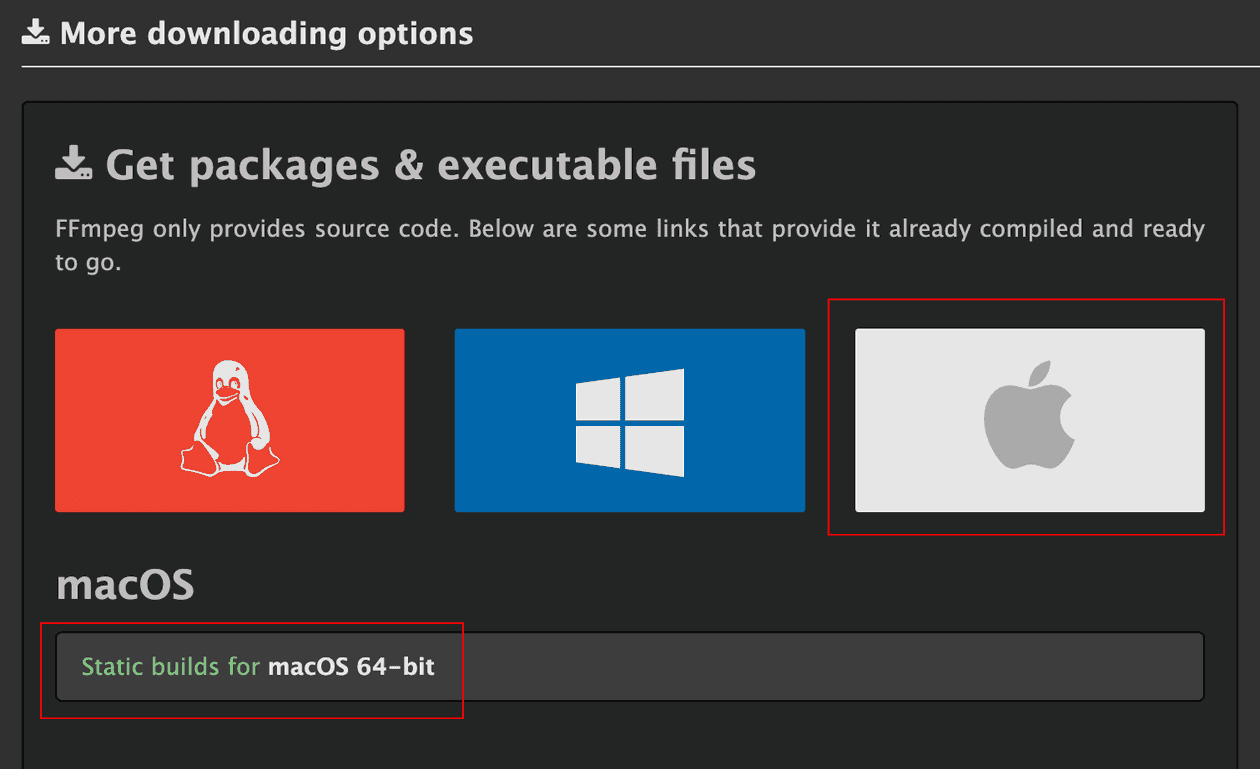 More downloading options
Get packages & executable files
FFmpeg only provides source code. Below are some links that provide it already compiled and ready
to go.
macOS
Static builds for macOS 64-bit